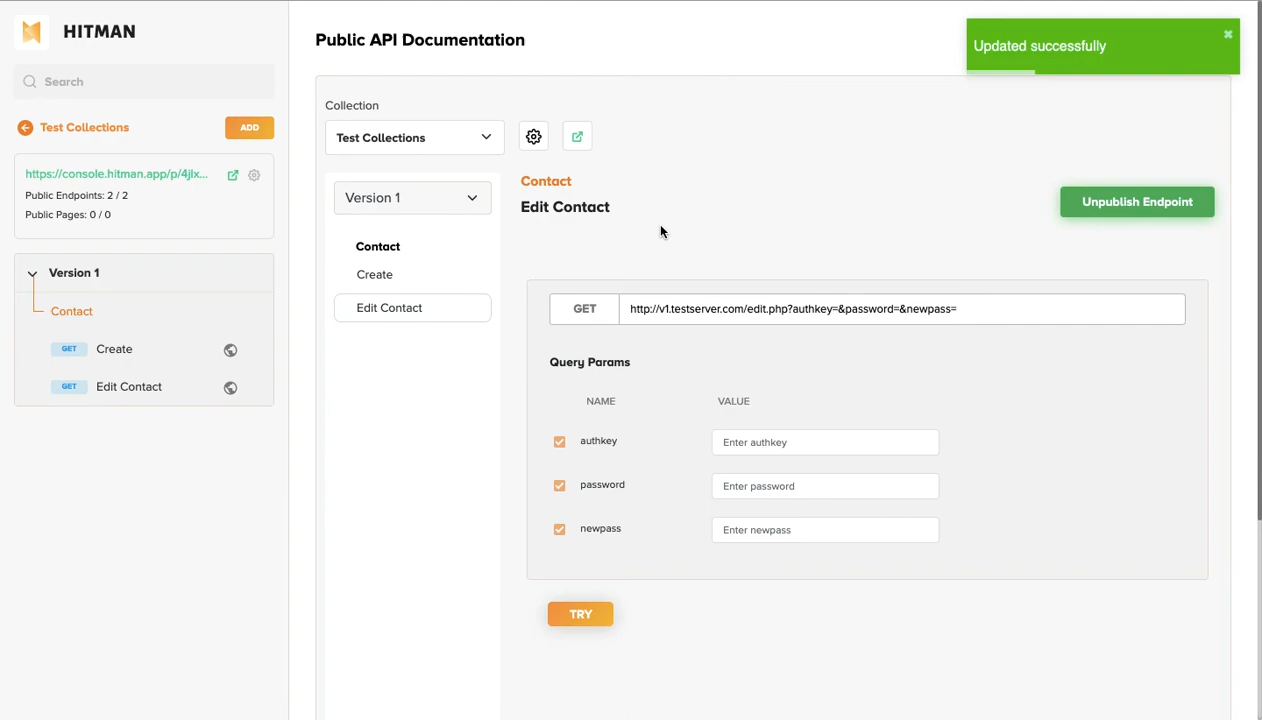 HITMAN
Search
Test Collections
ADD
https://console.hitman.app/p/4jlx...
Public Endpoints: 2 / 2
Public Pages: 0 / 0
Version 1
Contact
GET Create
GET Edit Contact
Public API Documentation
Updated successfully
Collection
Test Collections
Version 1
Contact
Create
Edit Contact
Contact
Edit Contact
Unpublish Endpoint
GET http://v1.testserver.com/edit.php?authkey=&password=&newpass=
Query Params
NAME VALUE
authkey Enter authkey
password Enter password
newpass Enter newpass
TRY